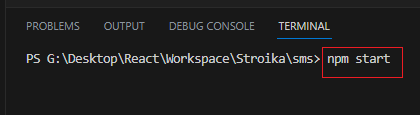 PROBLEMS OUTPUT DEBUG CONSOLE TERMINAL
PS G:\Desktop\React\Workspace\Stroika\sms> npm start